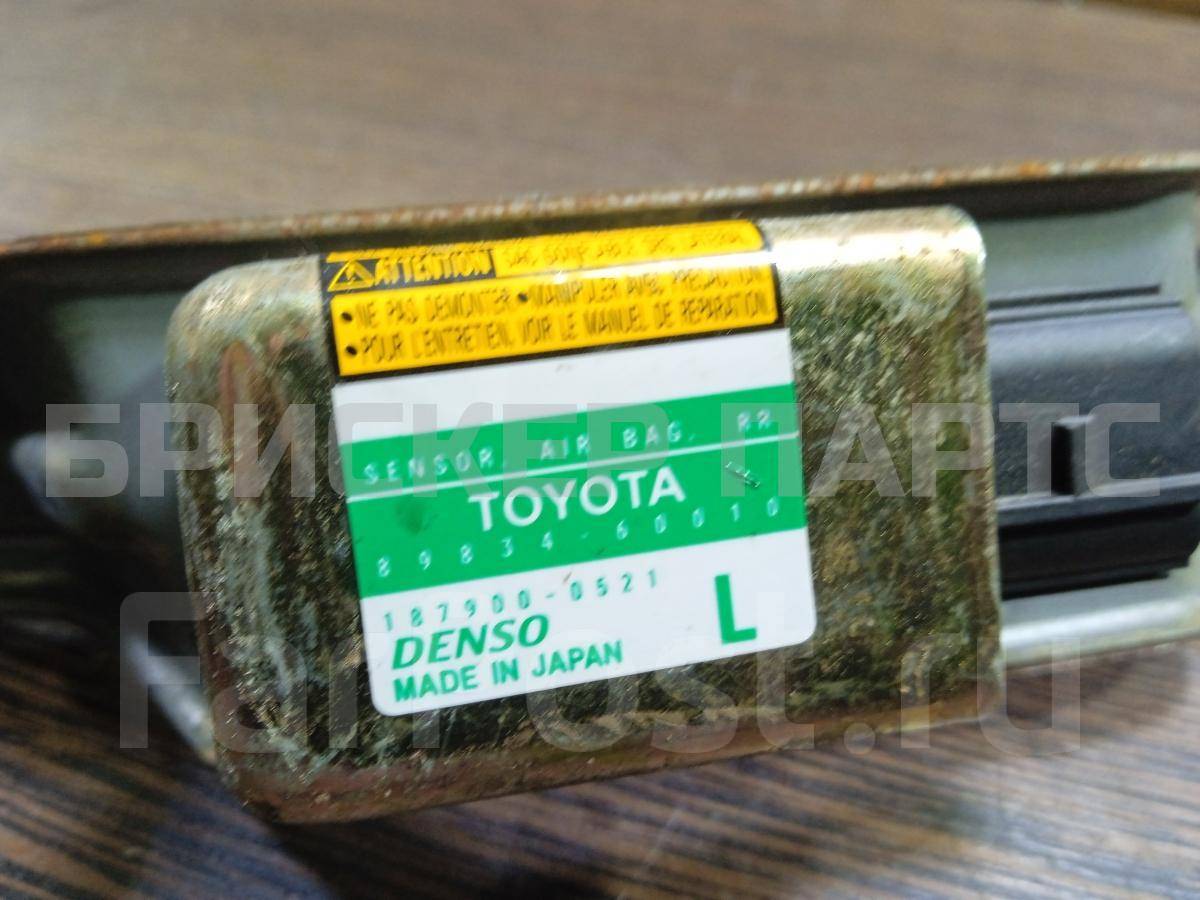 ATTENTION SAC GONFLABLE SRS LATERAL
•NE PAS DEMONTER •MANIPULER AVEC PRECAUTION
•POUR L'ENTRETIEN, VOIR LE MANUEL DE REPARATION.
SENSOR, AIR BAG, RR
TOYOTA
89834-60010
187900-0521
DENSO
L
MADE IN JAPAN
БРИСКЕР ПАРТС
FarPost.ru